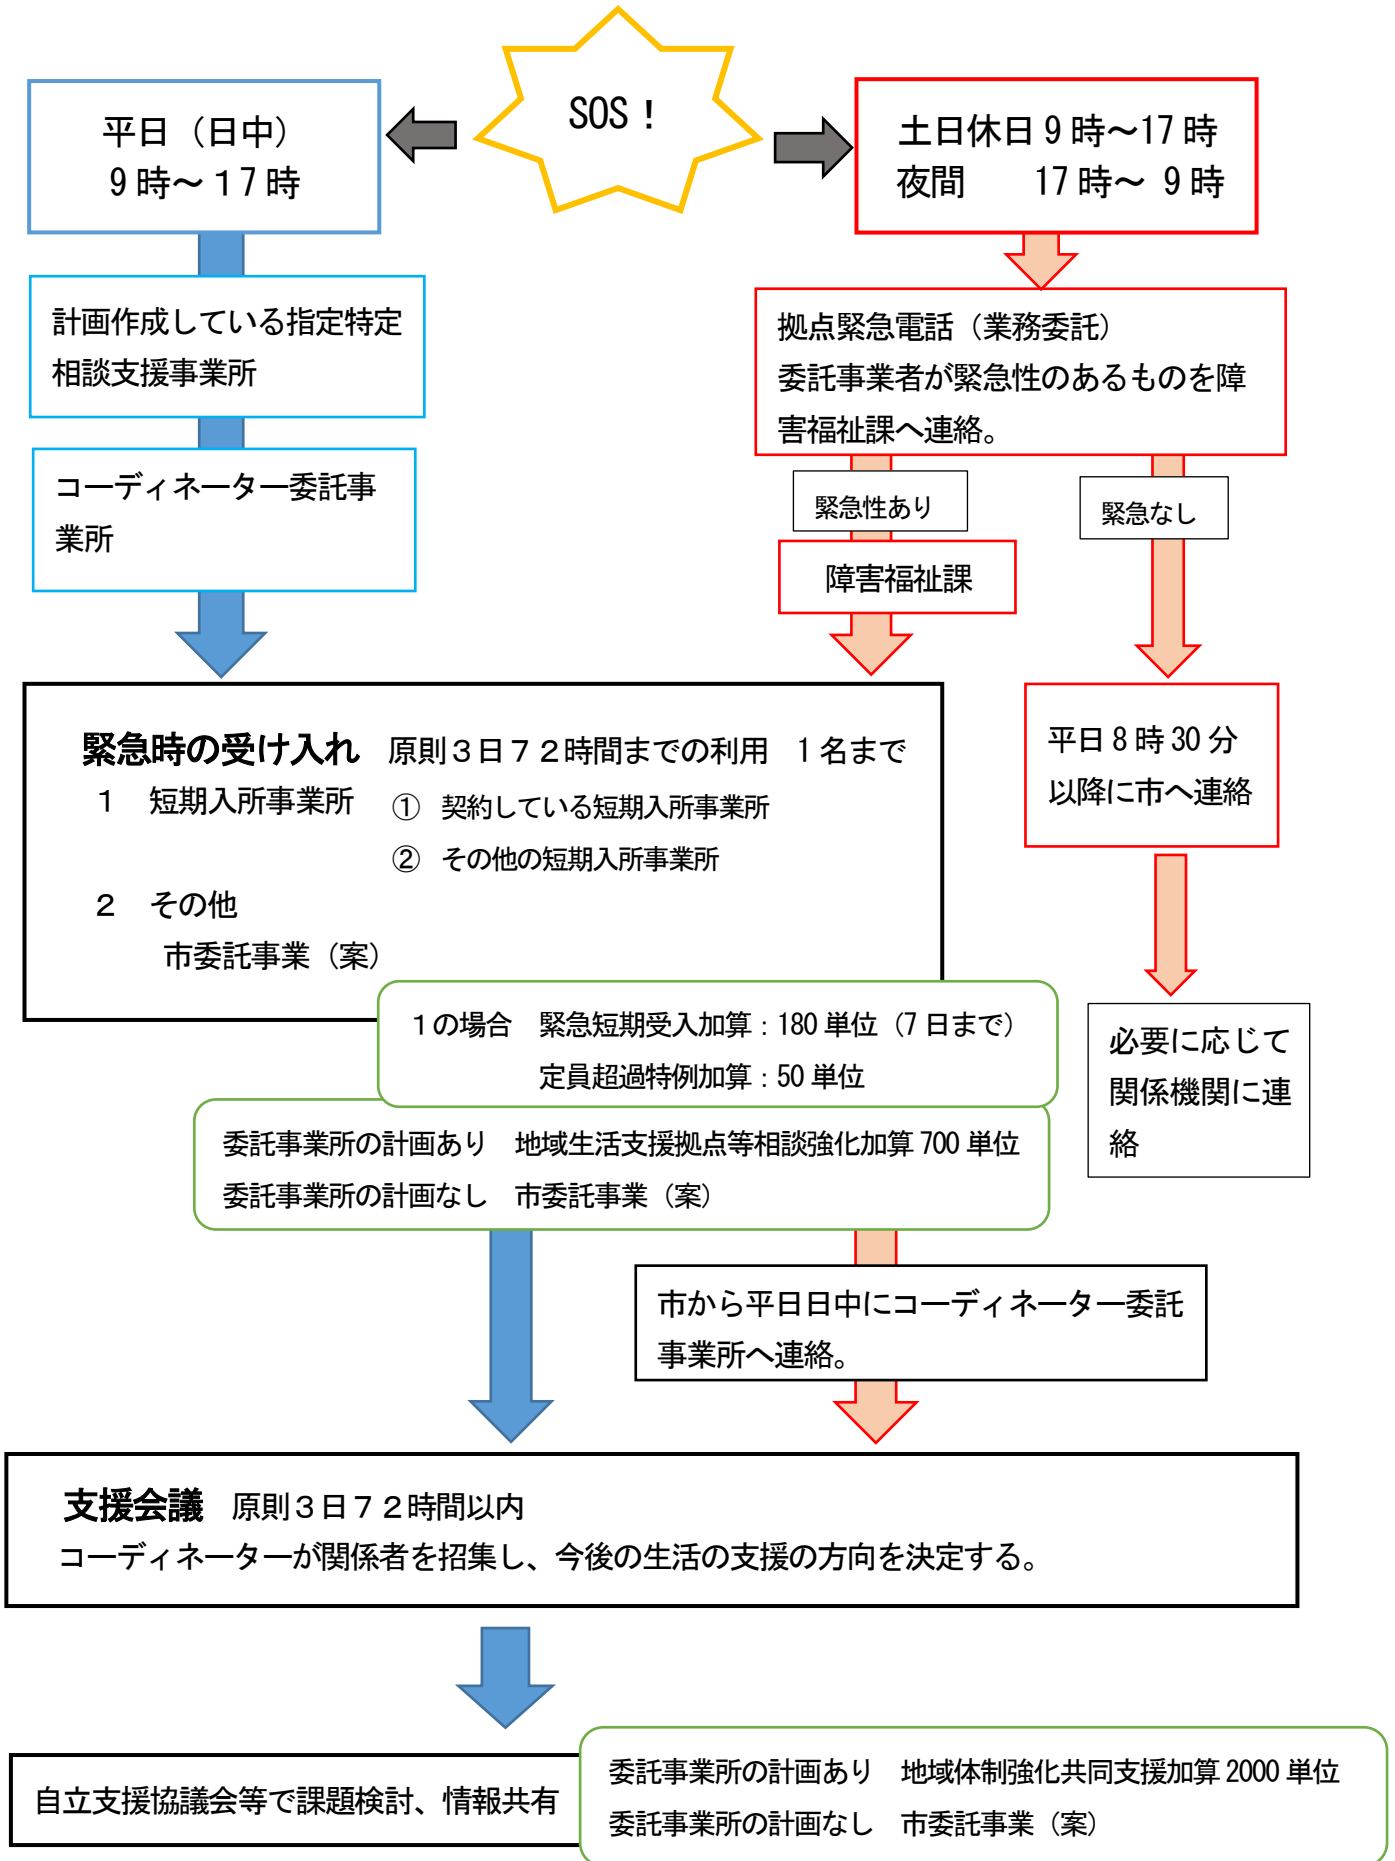 SOS！
平日（日中）
9時～17時
土日休日9時～17時
夜間　17時～ 9時
計画作成している指定特定
相談支援事業所
コーディネーター委託事
業所
拠点緊急電話（業務委託）
委託事業者が緊急性のあるものを障
害福祉課へ連絡。
緊急性あり
緊急なし
障害福祉課
緊急時の受け入れ　原則３日７２時間までの利用　１名まで
１　短期入所事業所　①　契約している短期入所事業所
②　その他の短期入所事業所
２　その他
市委託事業（案）
平日8時30分
以降に市へ連絡
必要に応じて
関係機関に連
絡
１の場合　緊急短期受入加算：180単位（7日まで）
定員超過特例加算：50単位
委託事業所の計画あり　地域生活支援拠点等相談強化加算700単位
委託事業所の計画なし　市委託事業（案）
市から平日日中にコーディネーター委託
事業所へ連絡。
支援会議　原則３日７２時間以内
コーディネーターが関係者を招集し、今後の生活の支援の方向を決定する。
自立支援協議会等で課題検討、情報共有
委託事業所の計画あり　地域体制強化共同支援加算2000単位
委託事業所の計画なし　市委託事業（案）